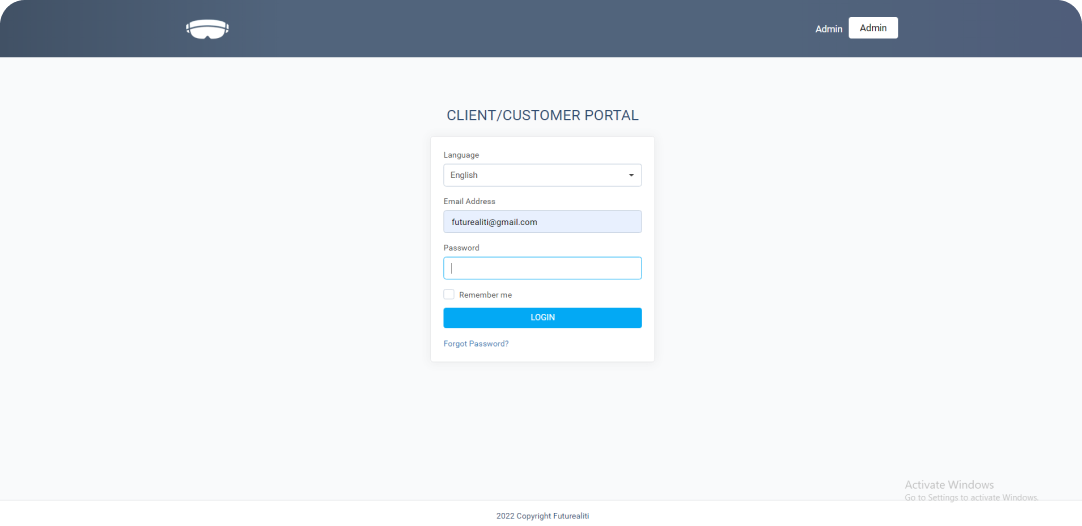 Admin Admin
CLIENT/CUSTOMER PORTAL
Language
English
Email Address
futurealiti@gmail.com
Password
Remember me
LOGIN
Forgot Password?
Activate Windows
Go to Settings to activate Windows.
2022 Copyright Futurealiti